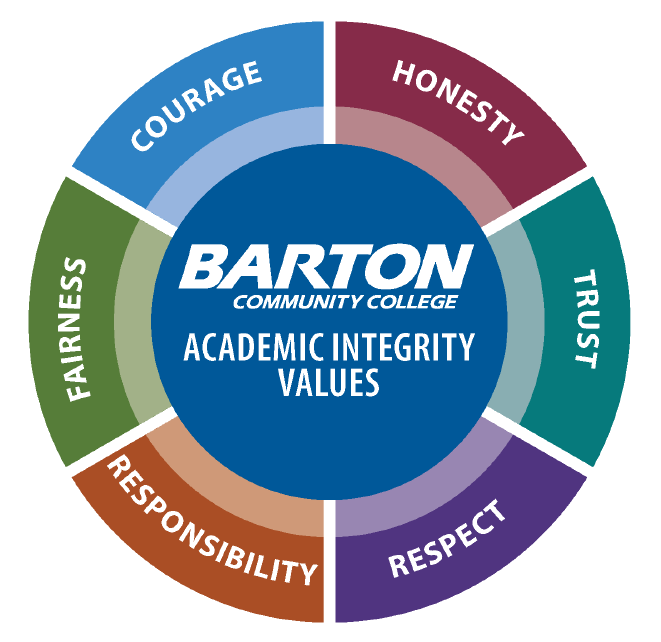 BARTON
COMMUNITY COLLEGE
ACADEMIC INTEGRITY
VALUES
HONESTY
TRUST
RESPECT
RESPONSIBILITY
FAIRNESS
COURAGE